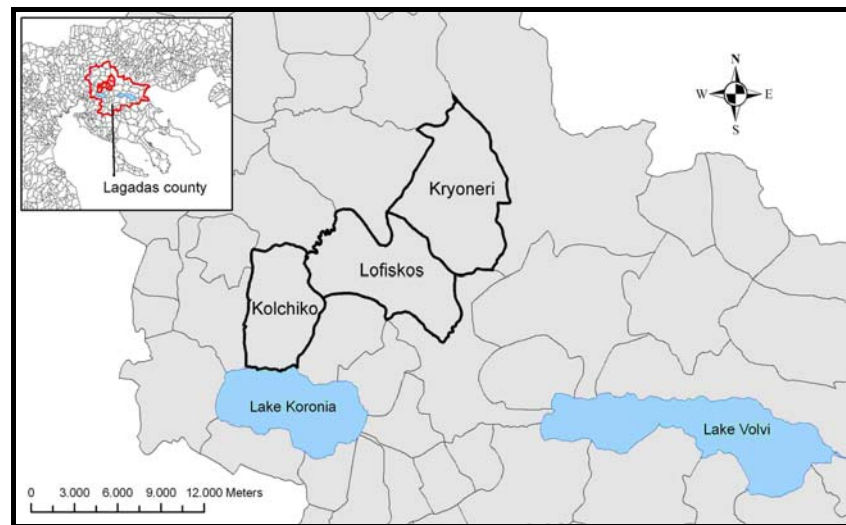 Lagadas county
N
W E
S
Kryoneri
Lofiskos
Kolchiko
Lake Koronia
Lake Volvi
0 3.000 6.000 9.000 12.000 Meters